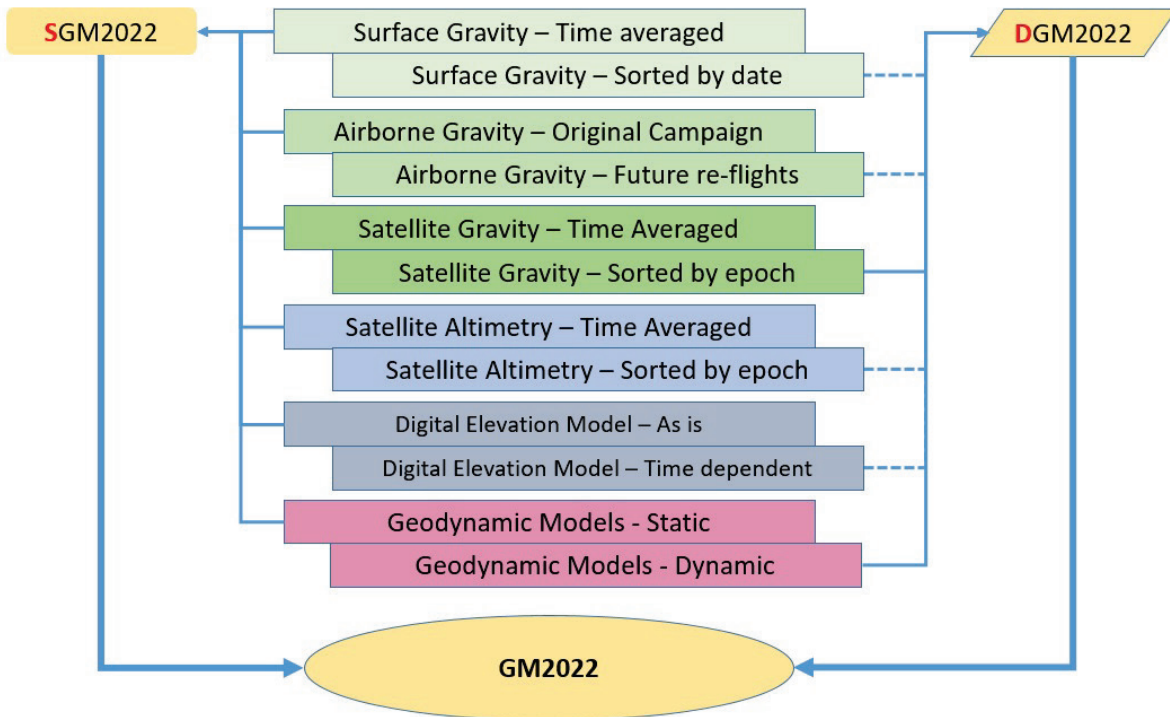 SGM2022
Surface Gravity – Time averaged
DGM2022
Surface Gravity – Sorted by date
Airborne Gravity – Original Campaign
Airborne Gravity – Future re-flights
Satellite Gravity – Time Averaged
Satellite Gravity – Sorted by epoch
Satellite Altimetry – Time Averaged
Satellite Altimetry – Sorted by epoch
Digital Elevation Model – As is
Digital Elevation Model – Time dependent
Geodynamic Models - Static
Geodynamic Models - Dynamic
GM2022